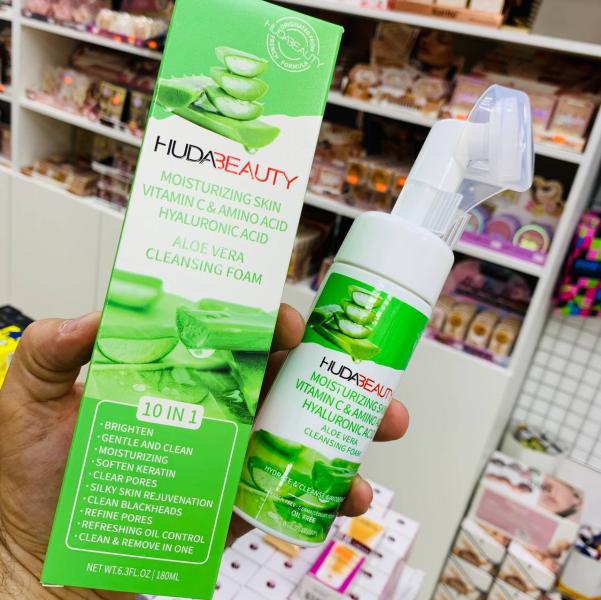 HUDABEAUTY
MOISTURIZING SKIN
VITAMIN C & AMINO ACID
HYALURONIC ACID
ALOE VERA
CLEANSING FOAM
10 IN 1
• BRIGHTEN
• GENTLE AND CLEAN
• MOISTURIZING
• SOFTEN KERATIN
• CLEAR PORES
• SILKY SKIN REJUVENATION
• CLEAN BLACKHEADS
• REFINE PORES
• REFRESHING OIL CONTROL
• CLEAN & REMOVE IN ONE
NET WT.6.3FL.OZ/180ML
HUDABEAUTY
MOISTURIZING SKIN
VITAMIN C & AMINO
HYALURONIC ACID
ALOE VERA
CLEANSING FOAM
HYDRATE & CLEANSE &
OIL FREE